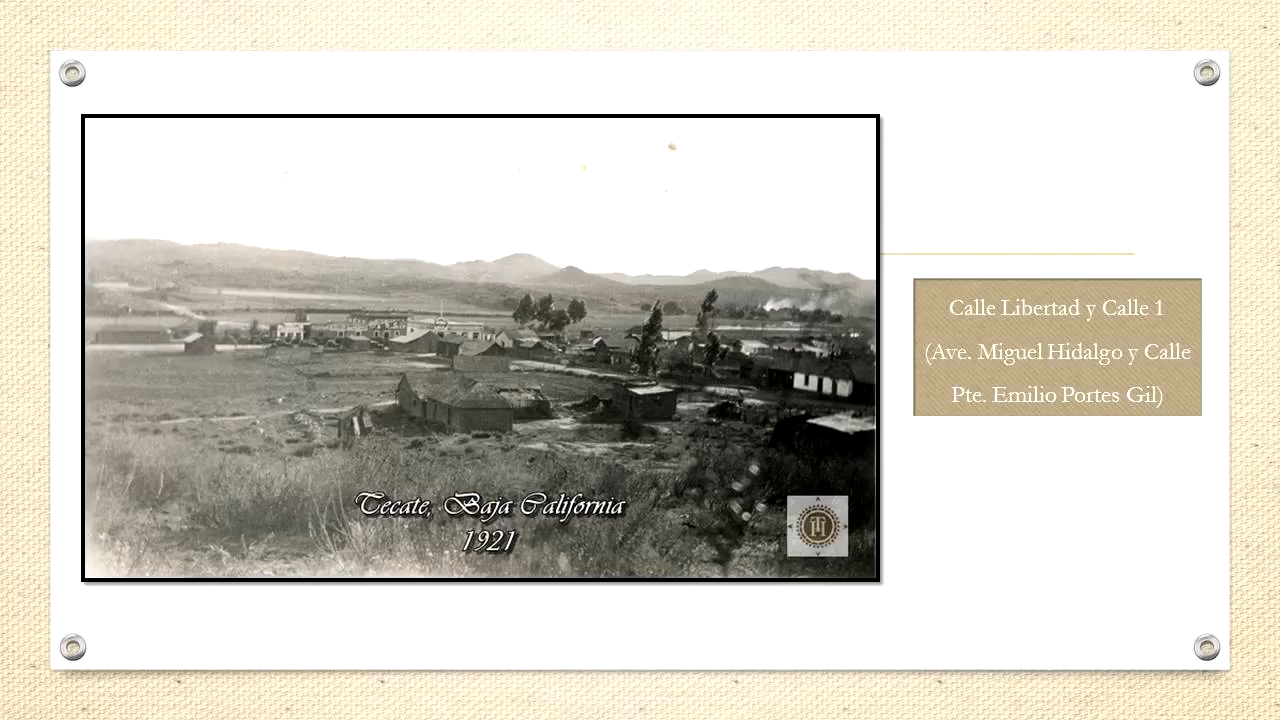 Tecate, Baja California
1921
Calle Libertad y Calle 1
(Ave. Miguel Hidalgo y Calle
Pte. Emilio Portes Gil)